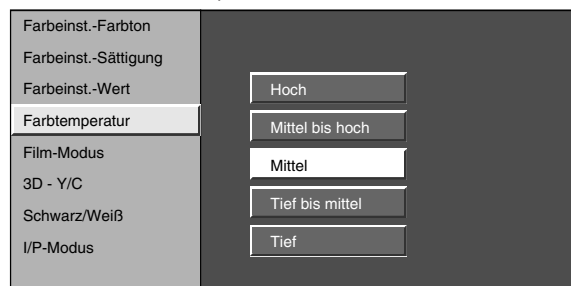 Farbeinst.-Farbton
Farbeinst.-Sättigung
Farbeinst.-Wert
Farbtemperatur
Film-Modus
3D - Y/C
Schwarz/Weiß
I/P-Modus
Hoch
Mittel bis hoch
Mittel
Tief bis mittel
Tief